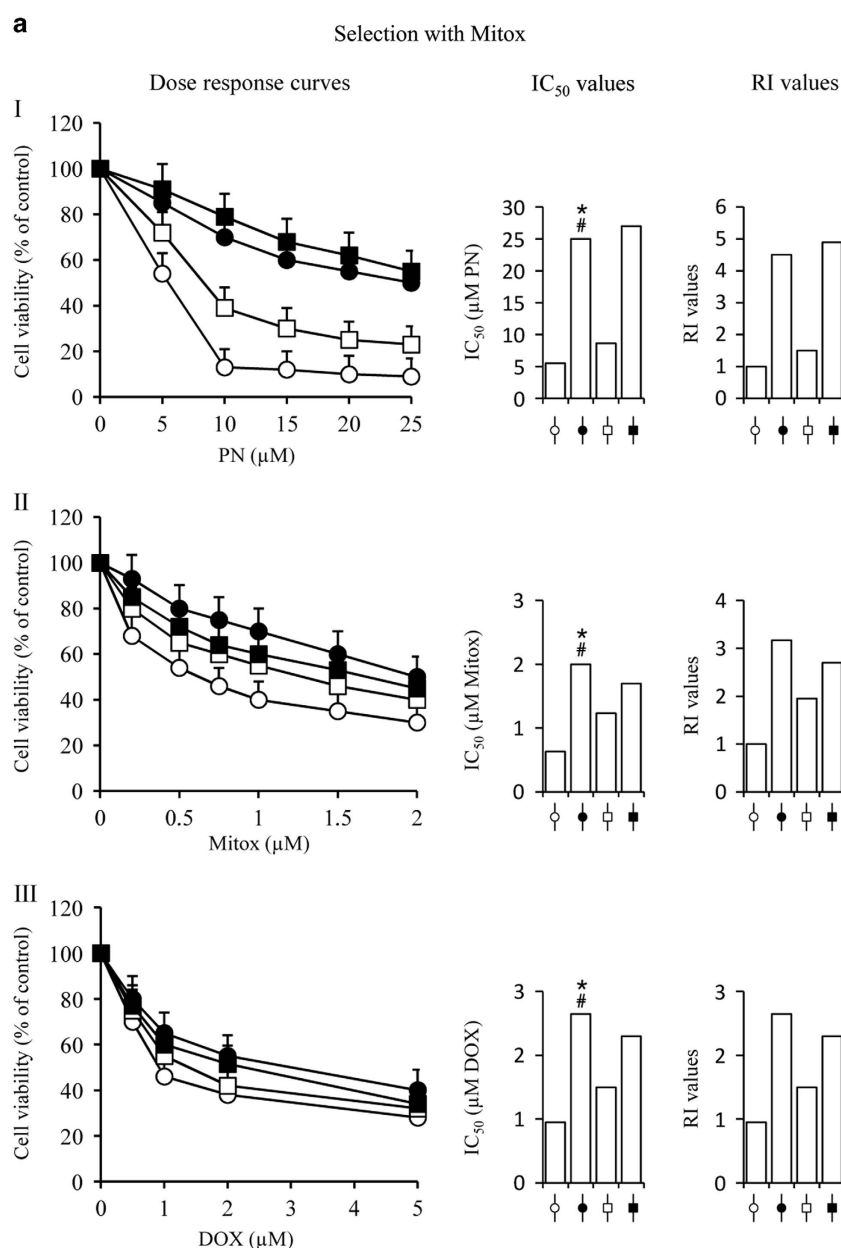 a
Selection with Mitox
Dose response curves
IC50 values
RI values
I
Cell viability (% of control)
120
100
80
60
40
20
0
0 5 10 15 20 25
PN (µM)
IC50 (µM PN)
30
25
20
15
10
5
0
*
#
RI values
6
5
4
3
2
1
0
II
Cell viability (% of control)
120
100
80
60
40
20
0
0 0.5 1 1.5 2
Mitox (µM)
IC50 (µM Mitox)
3
2
1
0
*
#
RI values
4
3
2
1
0
III
Cell viability (% of control)
120
100
80
60
40
20
0
0 1 2 3 4 5
DOX (µM)
IC50 (µM DOX)
3
2
1
0
*
#
RI values
3
2
1
0